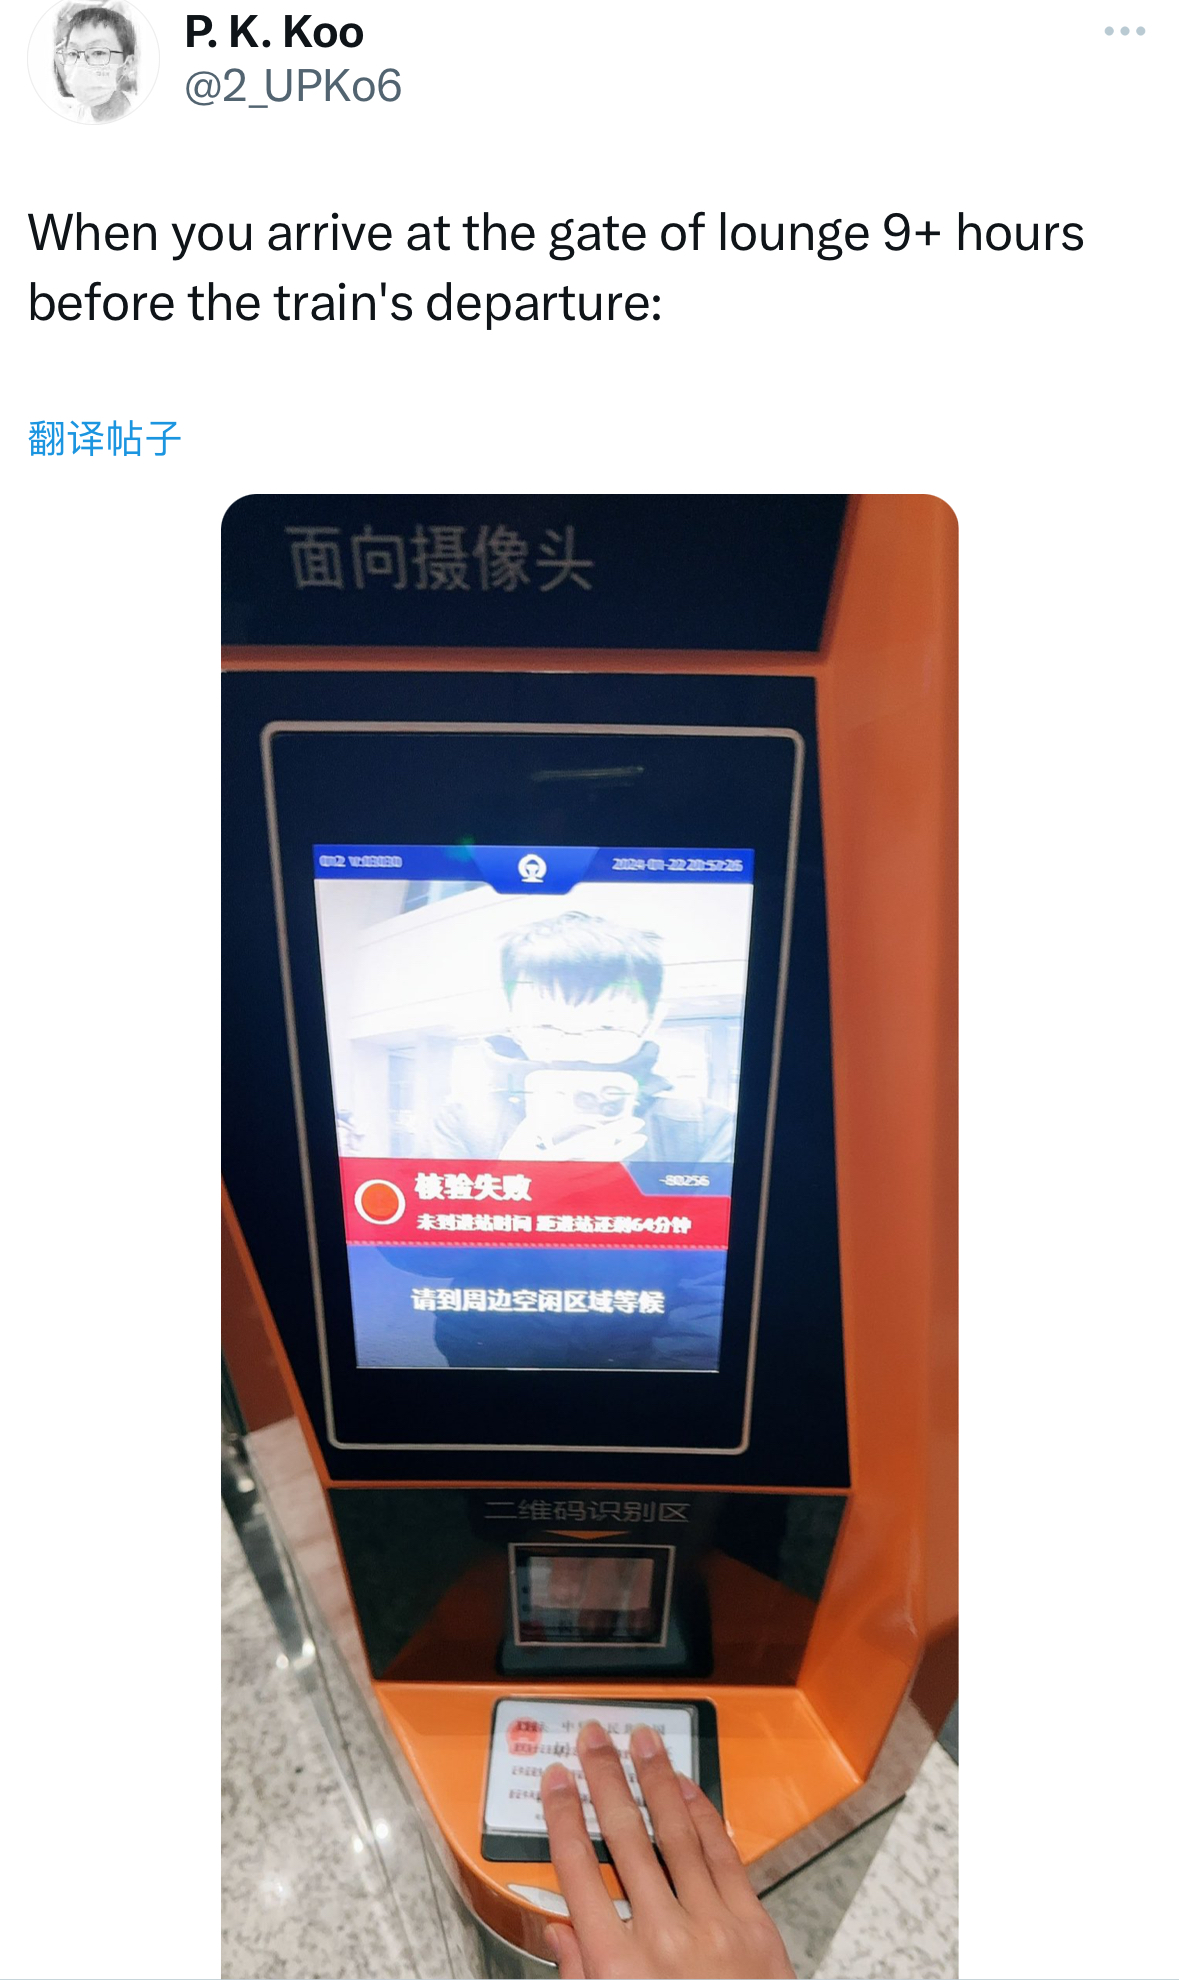 P. K. Koo
@2_UPKo6
When you arrive at the gate of lounge 9+ hours
before the train's departure:
翻译帖子
面向摄像头
核验失败
未到进站时间 距进站还剩64分钟
请到周边空闲区域等候
二维码识别区